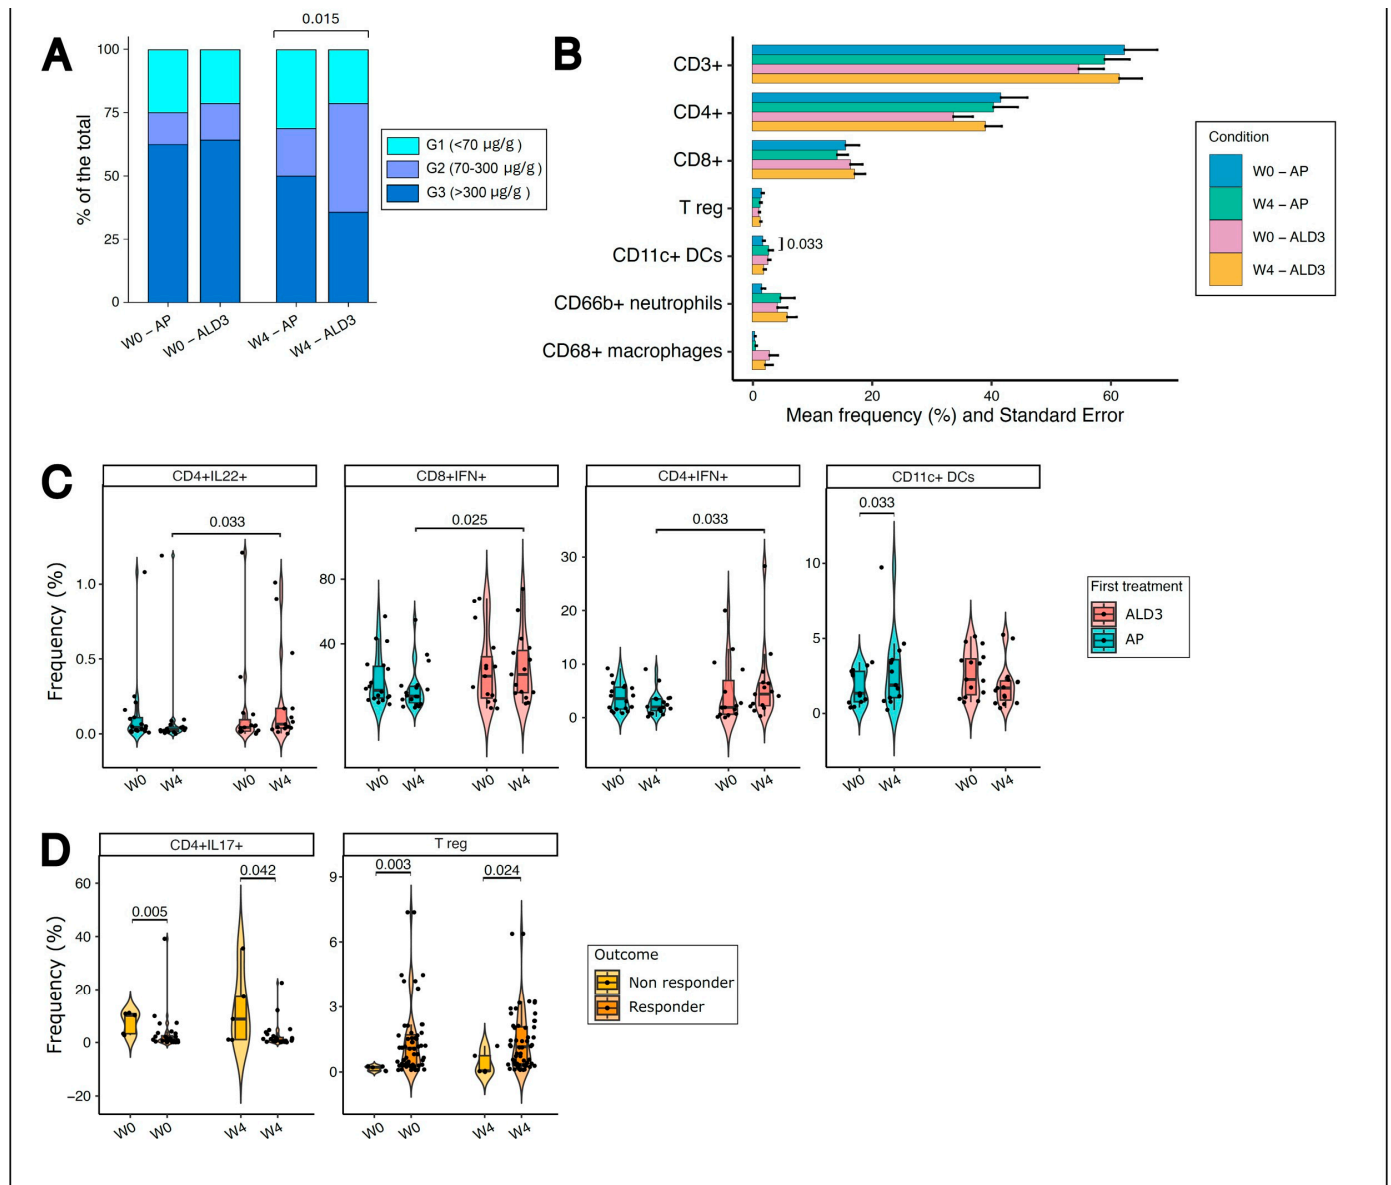 A
0.015
100
75
50
25
0
% of the total
W0 – AP
W0 – ALD3
W4 – AP
W4 – ALD3
G1 (<70 µg/g )
G2 (70-300 µg/g )
G3 (>300 µg/g )
B
CD3+
CD4+
CD8+
T reg
CD11c+ DCs
CD66b+ neutrophils
CD68+ macrophages
0.033
0
20
40
60
Mean frequency (%) and Standard Error
Condition
W0 – AP
W4 – AP
W0 – ALD3
W4 – ALD3
C
Frequency (%)
CD4+IL22+
0.033
1.0
0.5
0.0
W0
W4
W0
W4
CD8+IFN+
0.025
80
40
W0
W4
W0
W4
CD4+IFN+
0.033
30
20
10
0
W0
W4
W0
W4
CD11c+ DCs
0.033
10
5
0
W0
W4
W0
W4
First treatment
ALD3
AP
D
Frequency (%)
CD4+IL17+
0.005
0.042
60
40
20
0
−20
W0
W0
W4
W4
T reg
0.003
0.024
9
6
3
0
W0
W0
W4
W4
Outcome
Non responder
Responder